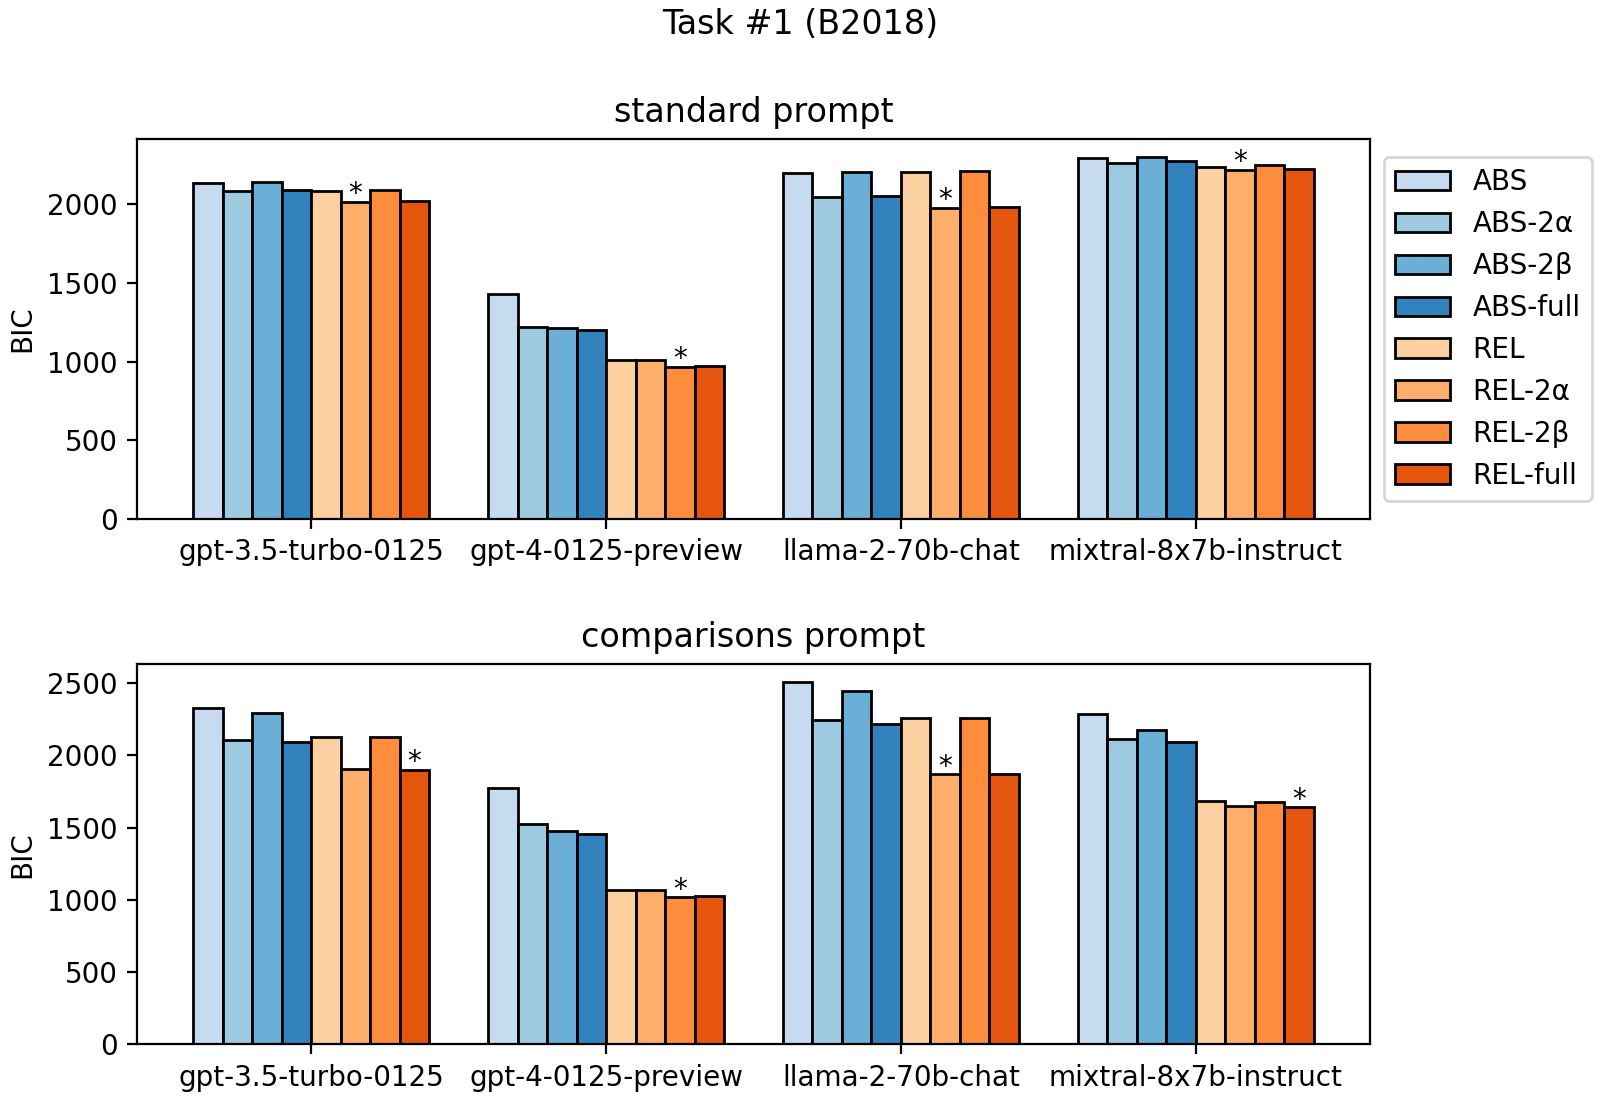 Task #1 (B2018)
standard prompt
BIC
2000
1500
1000
500
0
*
*
*
*
gpt-3.5-turbo-0125
gpt-4-0125-preview
llama-2-70b-chat
mixtral-8x7b-instruct
ABS
ABS-2α
ABS-2β
ABS-full
REL
REL-2α
REL-2β
REL-full
comparisons prompt
BIC
2500
2000
1500
1000
500
0
*
*
*
*
gpt-3.5-turbo-0125
gpt-4-0125-preview
llama-2-70b-chat
mixtral-8x7b-instruct